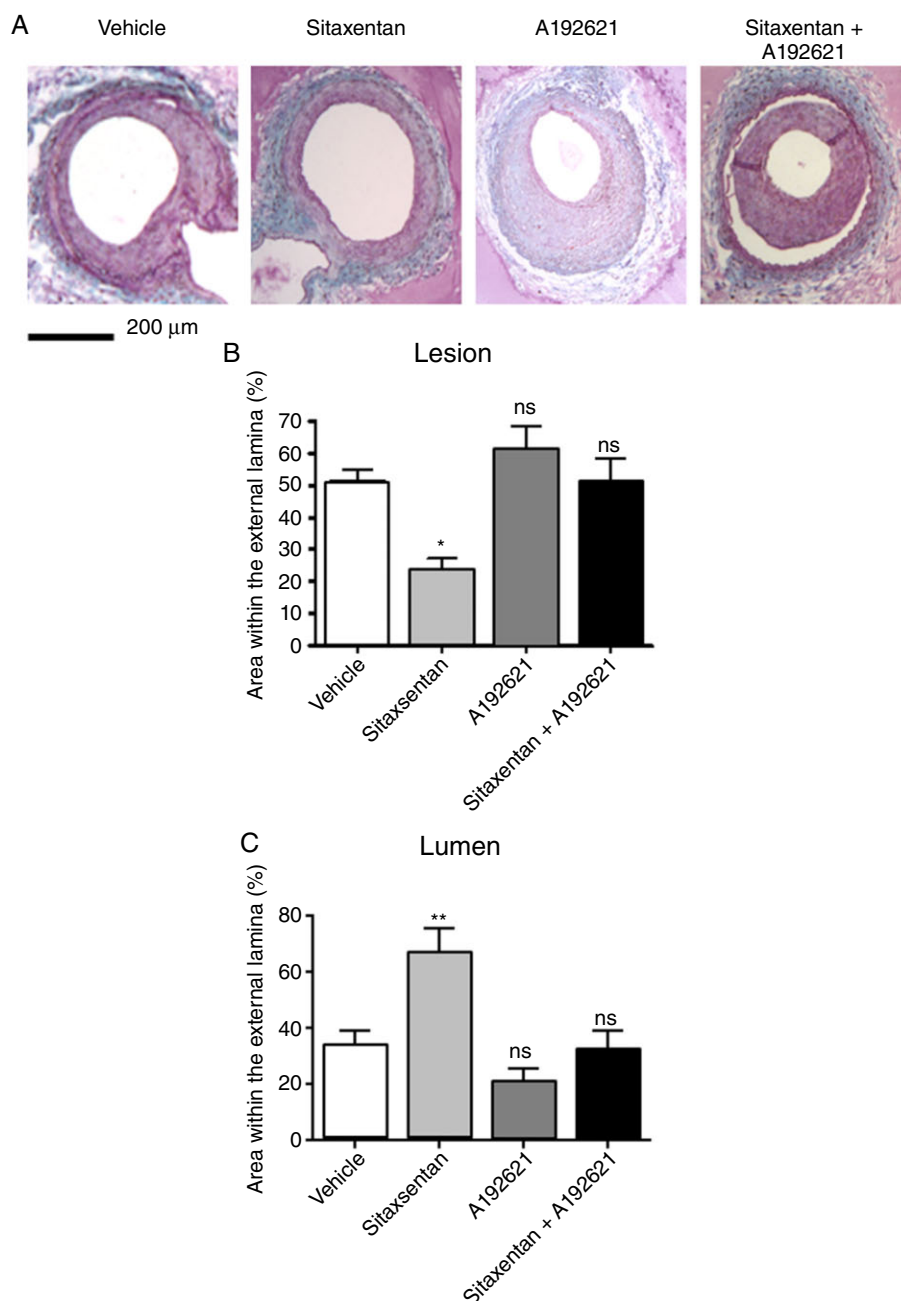 A
Vehicle Sitaxentan A192621 Sitaxentan +
A192621
200 μm
B
Lesion
Area within the external lamina (%)
70
60
50
40
30
20
10
0
*
ns
ns
Vehicle
Sitaxsentan
A192621
Sitaxentan + A192621
C
Lumen
Area within the external lamina (%)
80
60
40
20
0
**
ns
ns
Vehicle
Sitaxsentan
A192621
Sitaxentan + A192621